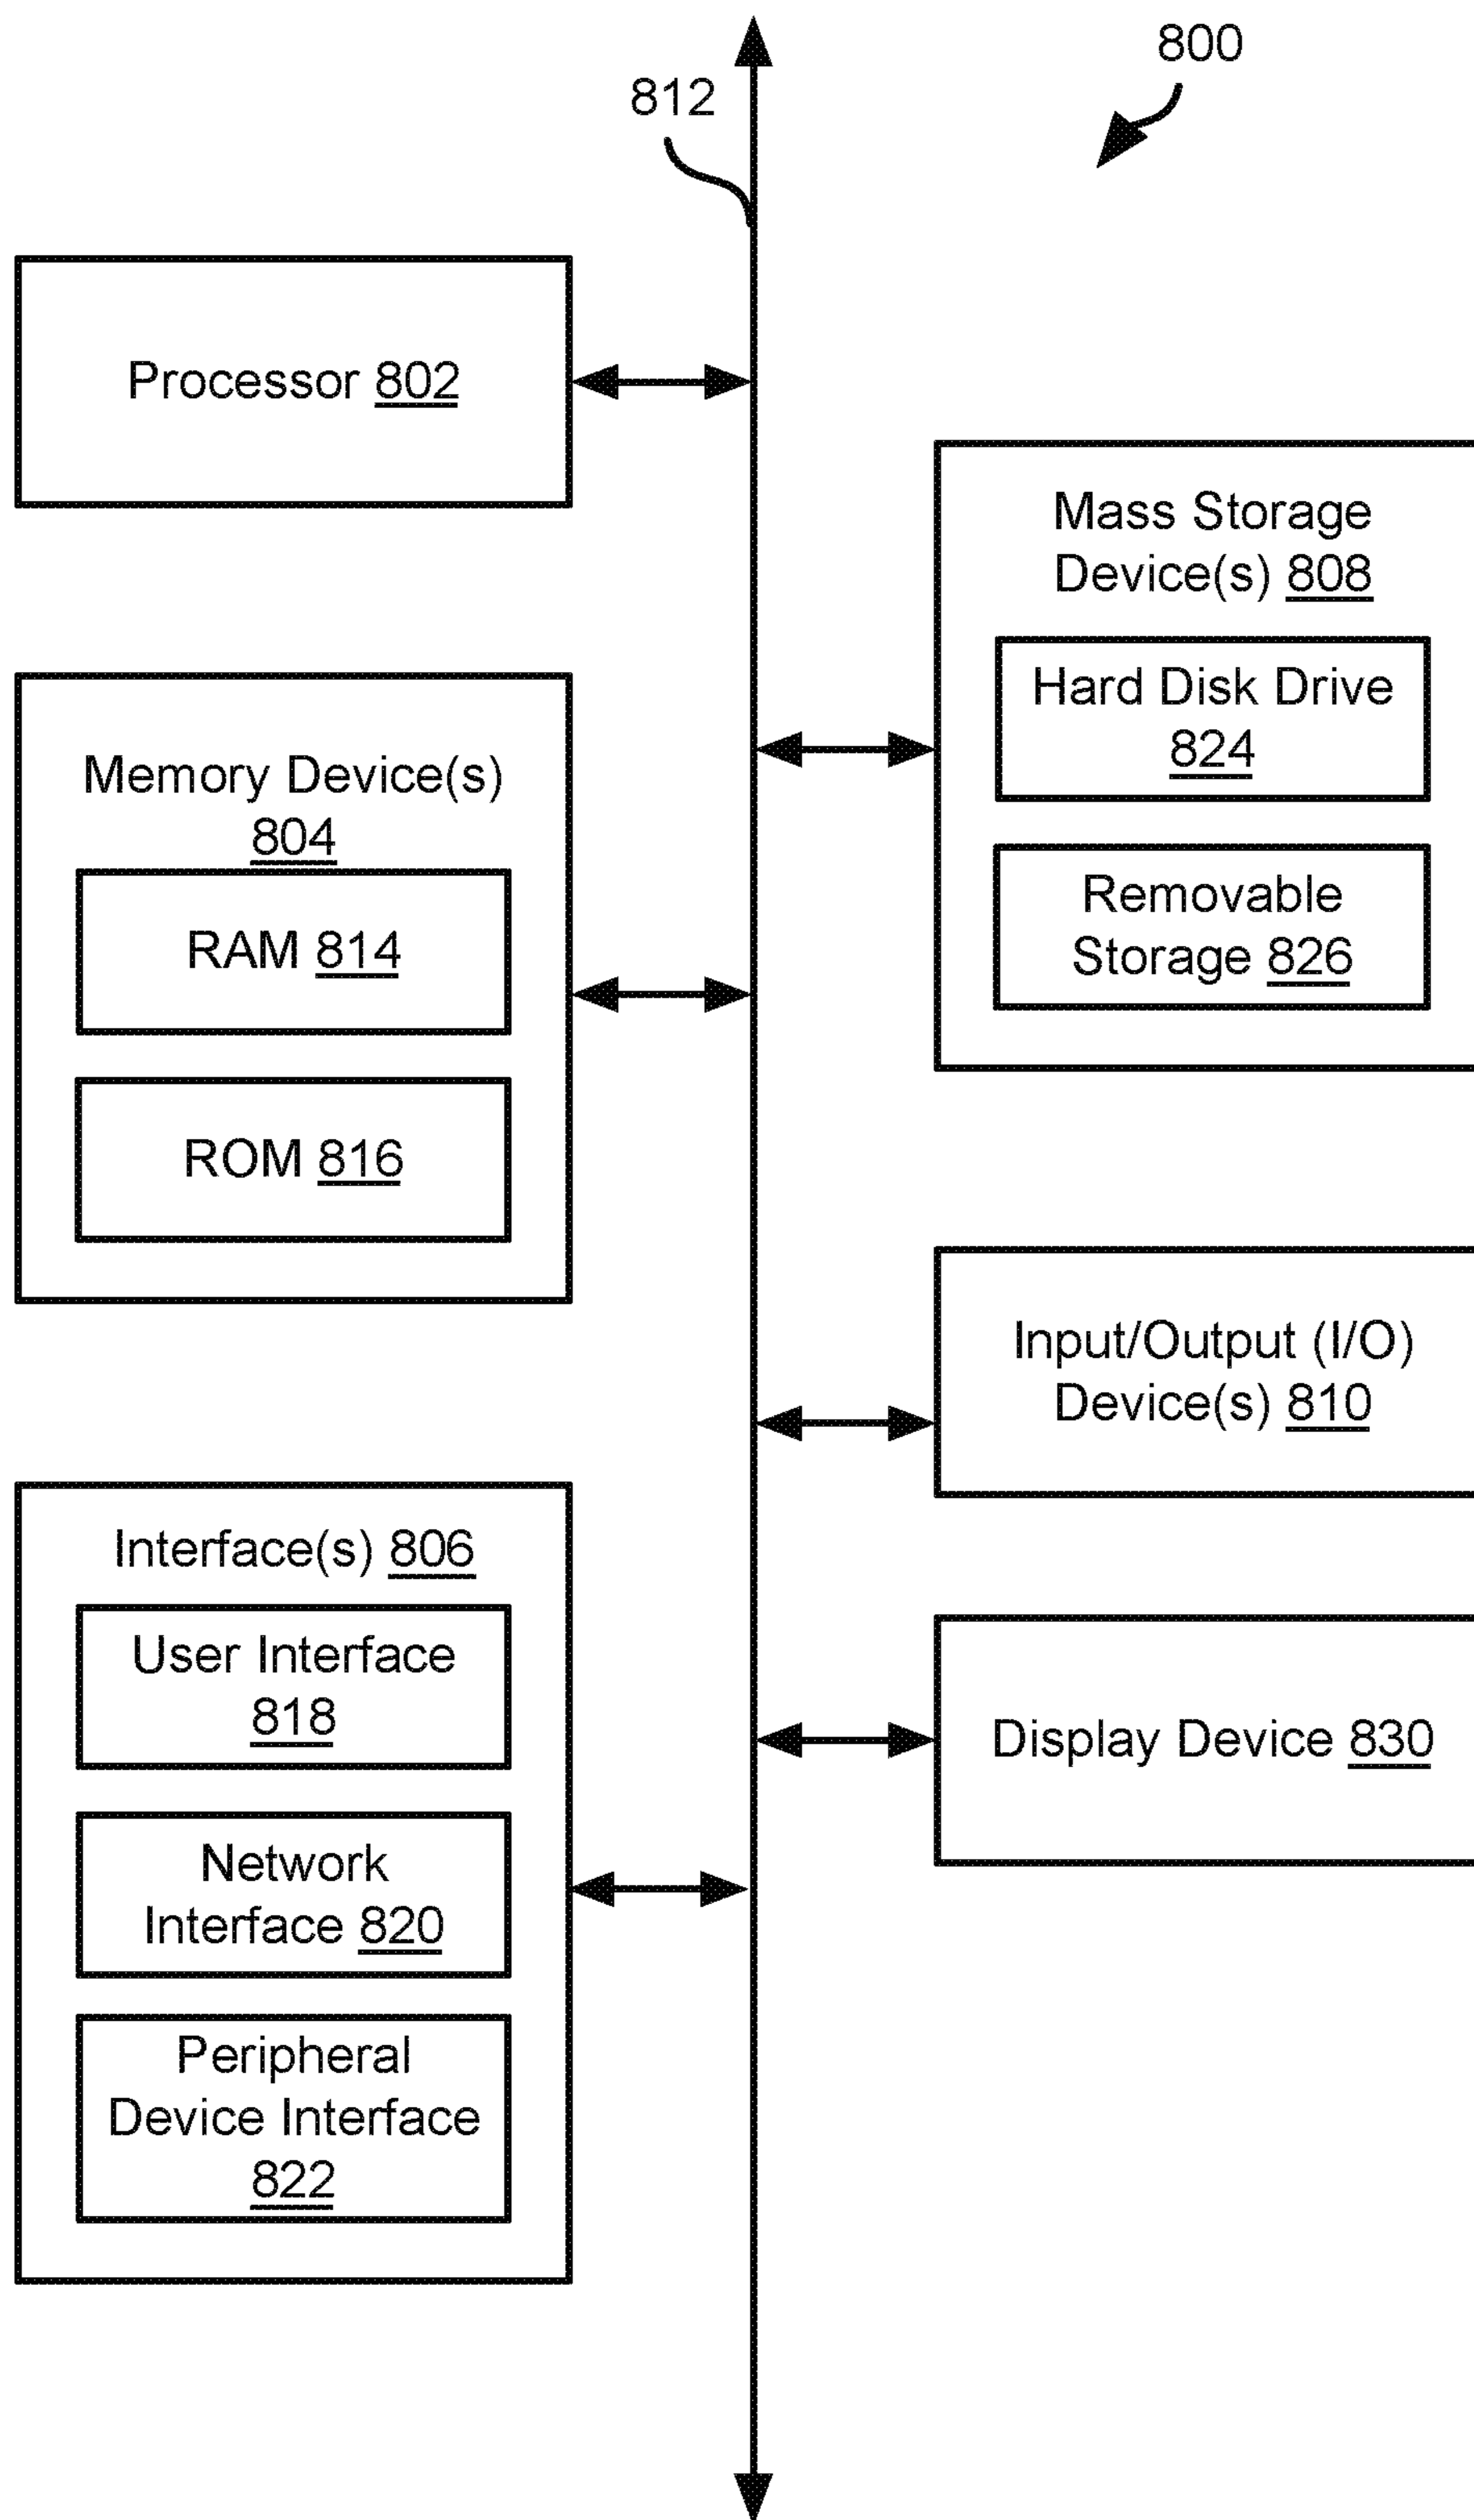 800
812
Processor 802
Mass Storage
Device(s) 808
Hard Disk Drive
824
Removable
Storage 826
Memory Device(s)
804
RAM 814
ROM 816
Input/Output (I/O)
Device(s) 810
Interface(s) 806
User Interface
818
Network
Interface 820
Peripheral
Device Interface
822
Display Device 830